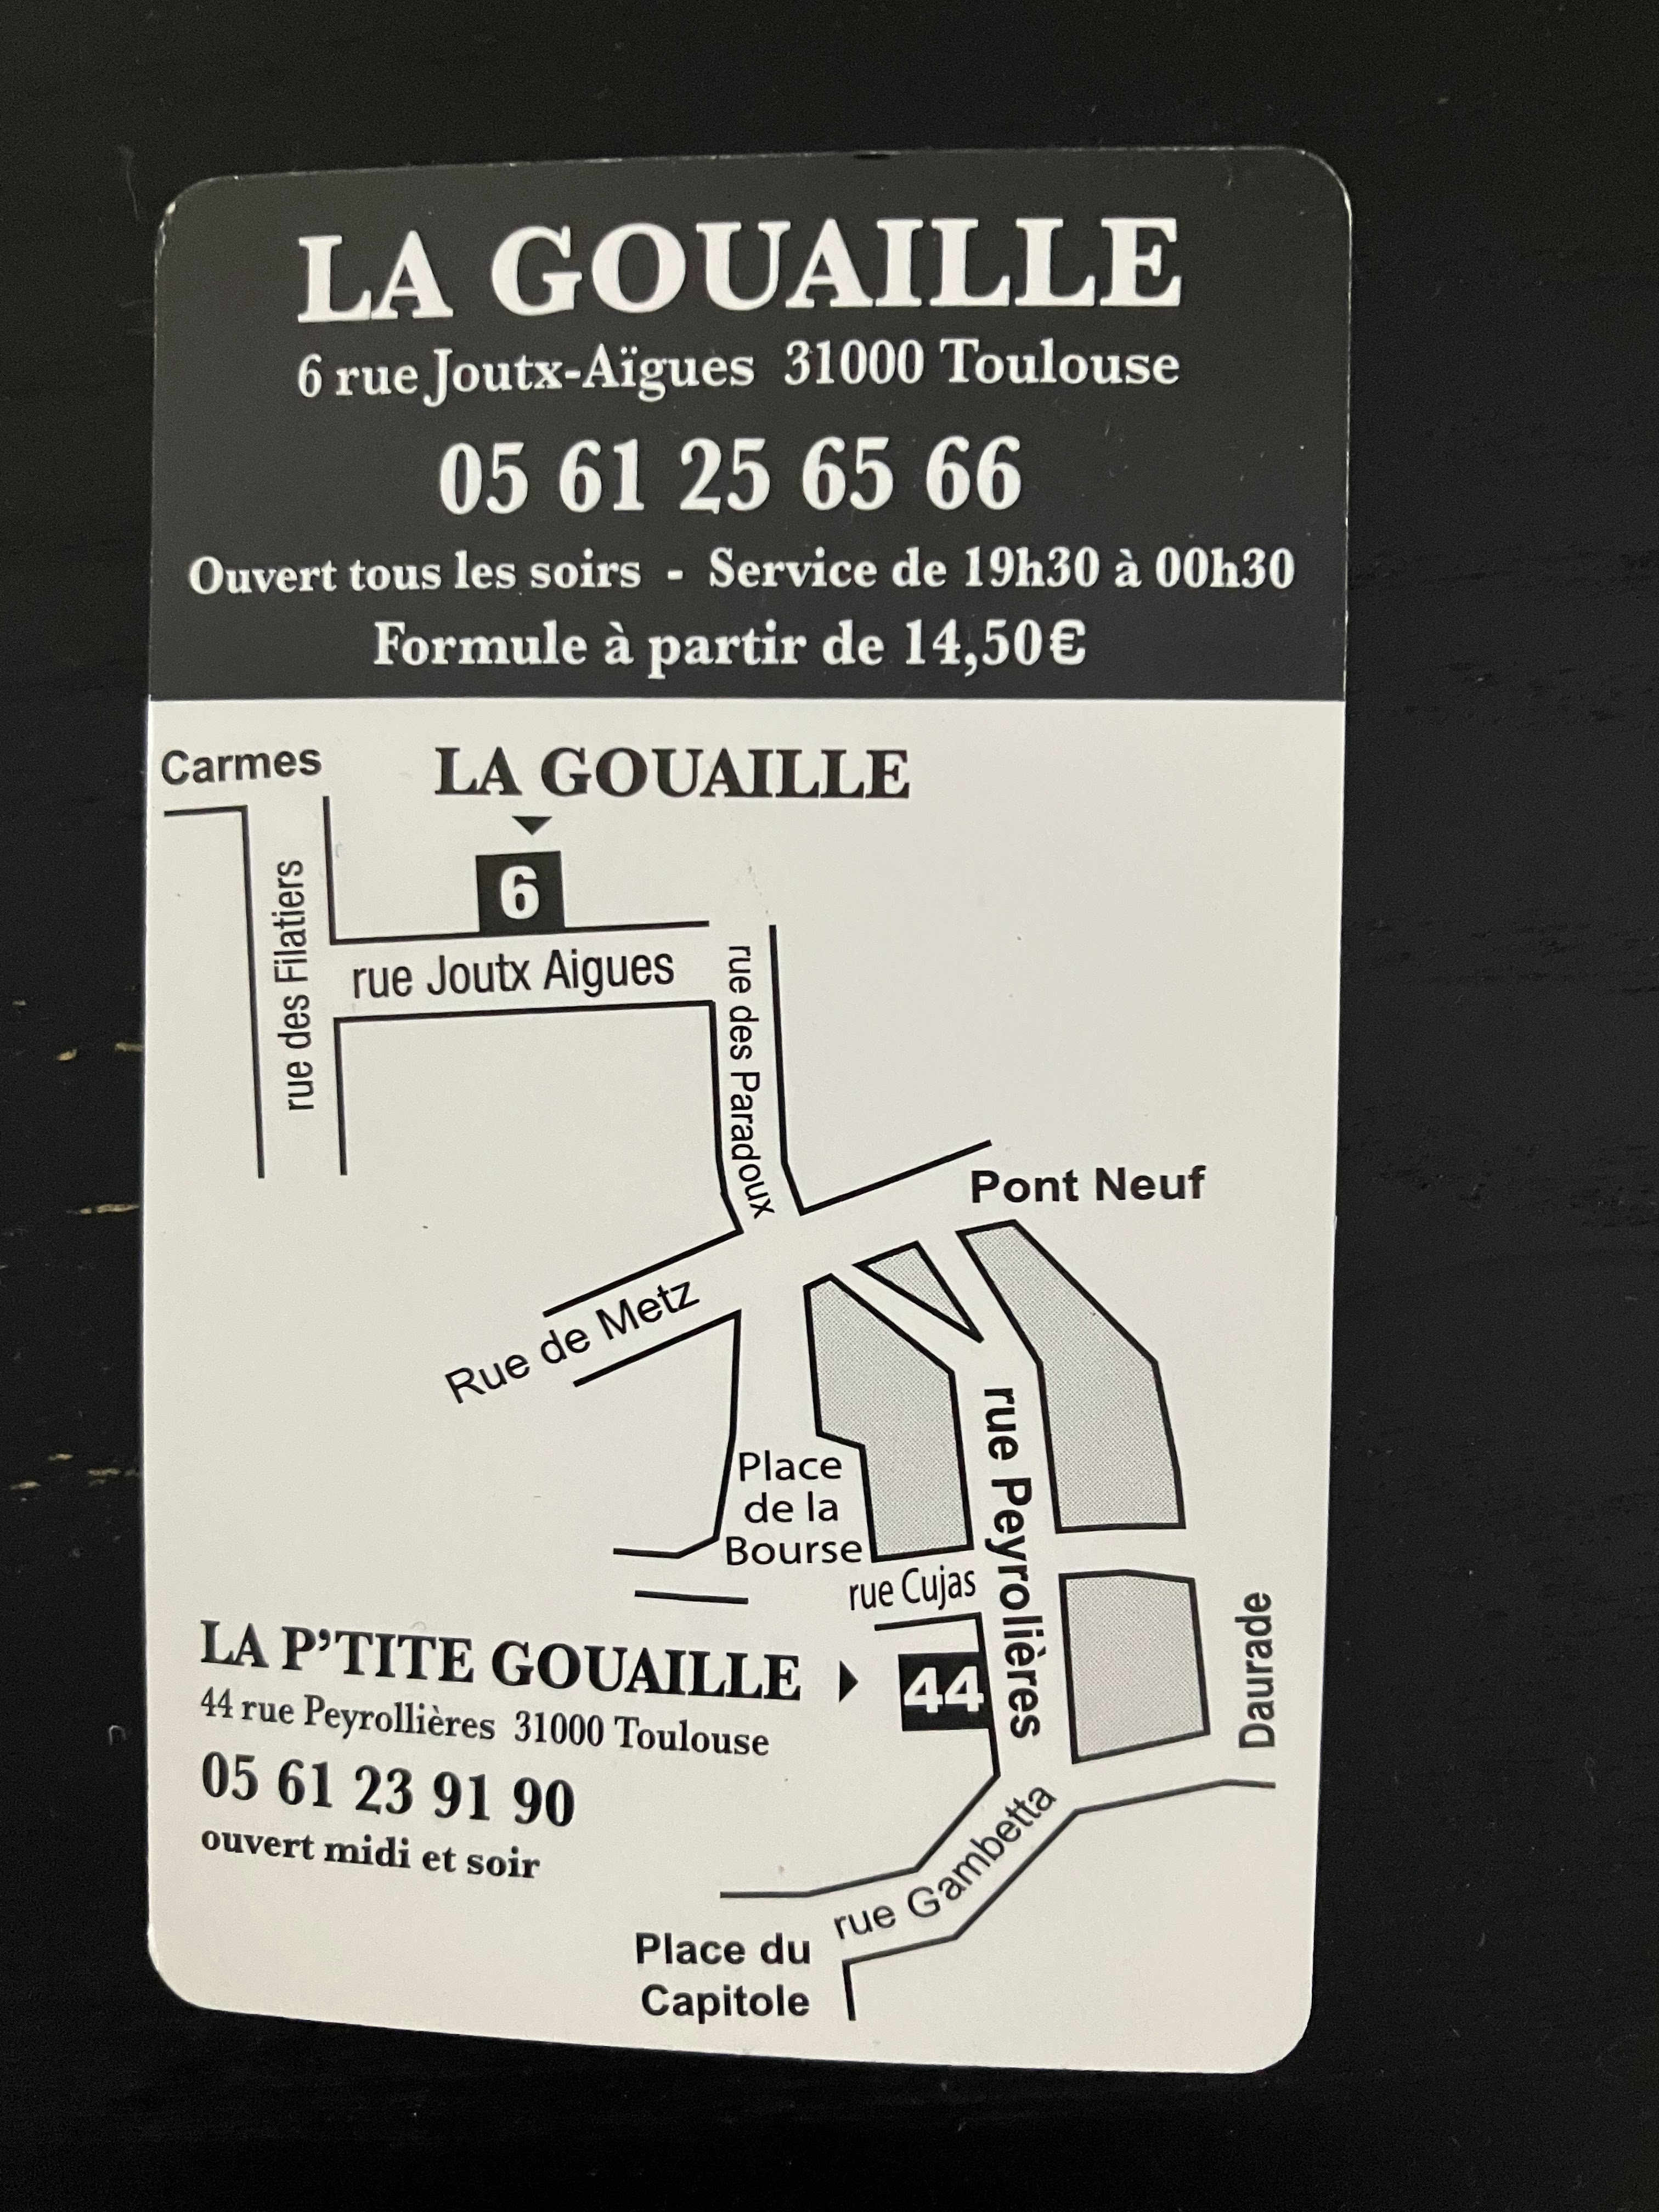 LA GOUAILLE
6 rue Joutx-Aïgues 31000 Toulouse
05 61 25 65 66
Ouvert tous les soirs - Service de 19h30 à 00h30
Formule à partir de 14,50€
Carmes
LA GOUAILLE
6
rue des Filatiers
rue Joutx Aigues
rue des Paradoux
Pont Neuf
Rue de Metz
rue Peyrolières
Place
de la
Bourse
rue Cujas
Daurade
LA P'TITE GOUAILLE
44
44 rue Peyrollières 31000 Toulouse
05 61 23 91 90
ouvert midi et soir
rue Gambetta
Place du
Capitole